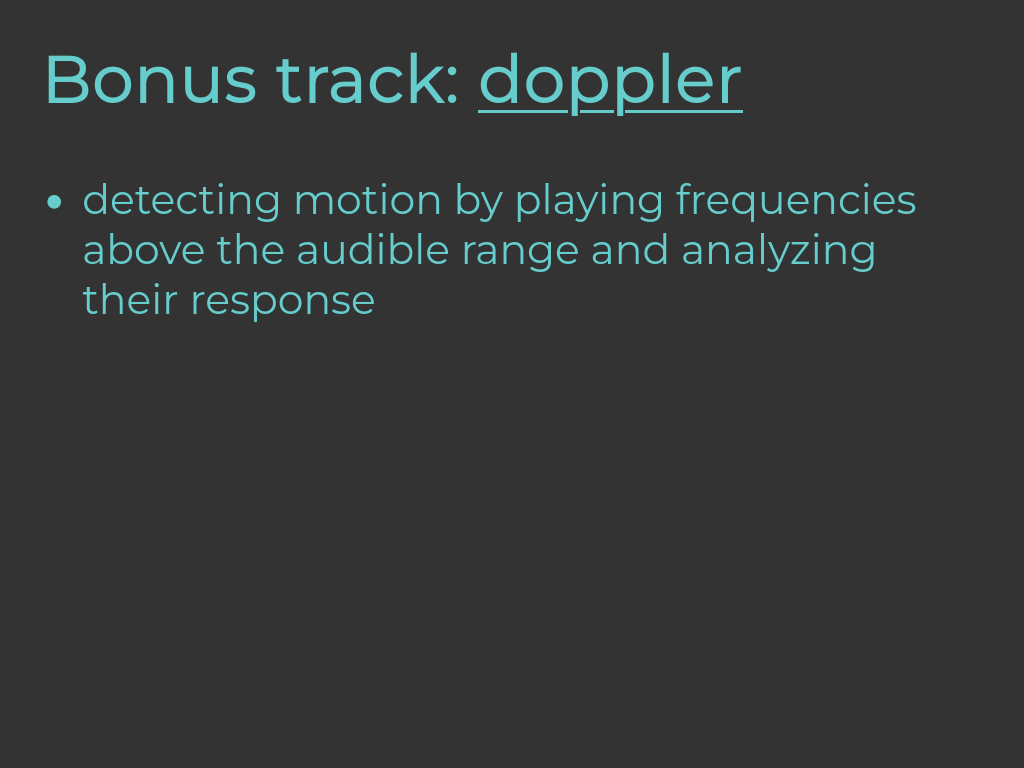 Bonus track: doppler
• detecting motion by playing frequencies
above the audible range and analyzing
their response